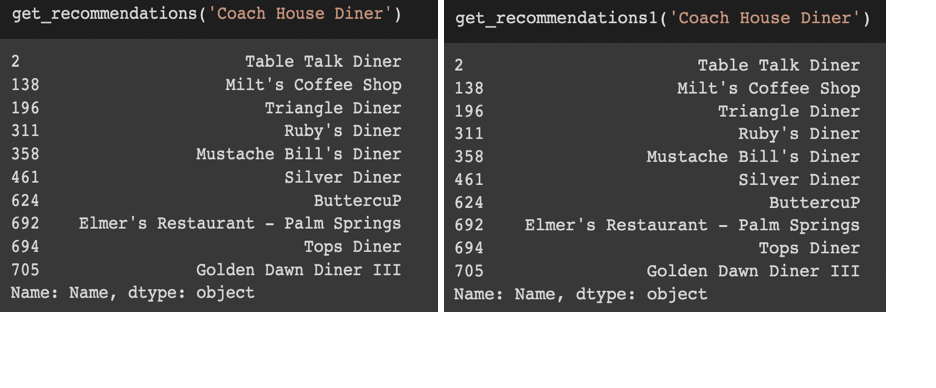 get_recommendations('Coach House Diner')
2 Table Talk Diner
138 Milt's Coffee Shop
196 Triangle Diner
311 Ruby's Diner
358 Mustache Bill's Diner
461 Silver Diner
624 ButtercuP
692 Elmer's Restaurant - Palm Springs
694 Tops Diner
705 Golden Dawn Diner III
Name: Name, dtype: object
get_recommendations1('Coach House Diner')
2 Table Talk Diner
138 Milt's Coffee Shop
196 Triangle Diner
311 Ruby's Diner
358 Mustache Bill's Diner
461 Silver Diner
624 ButtercuP
692 Elmer's Restaurant - Palm Springs
694 Tops Diner
705 Golden Dawn Diner III
Name: Name, dtype: object